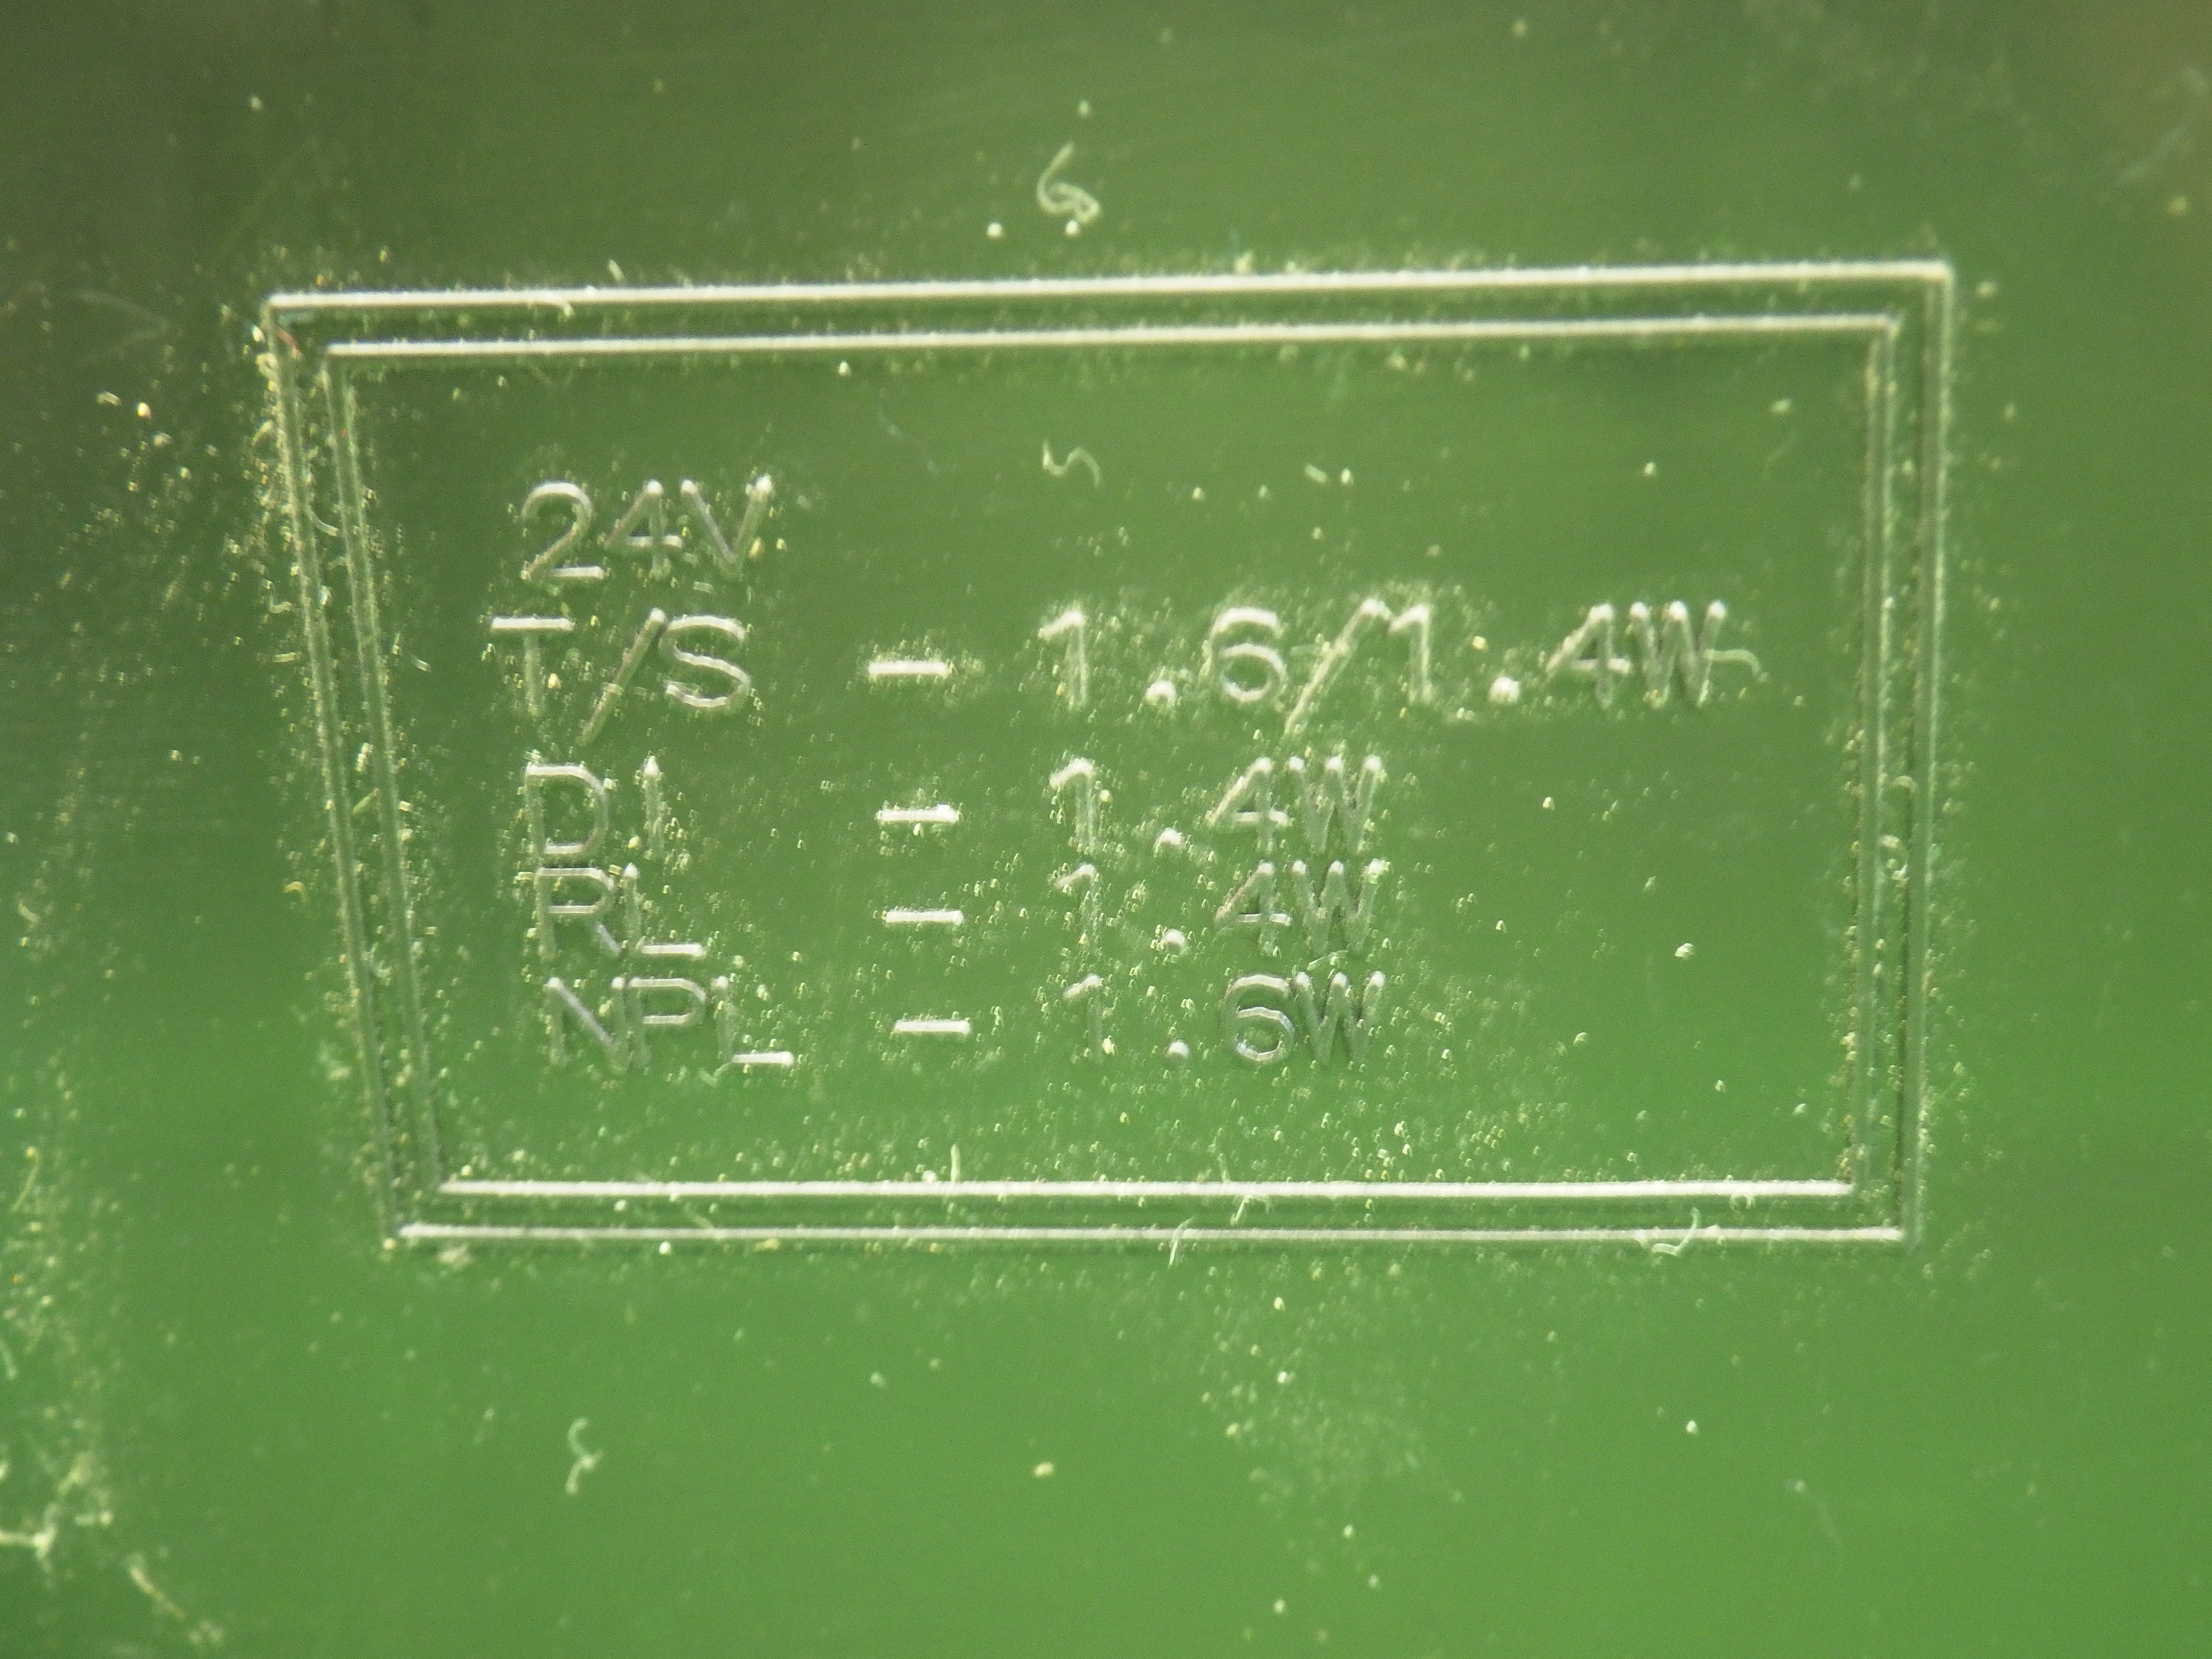 24V
T/S - 1.6/1.4W
DI - 1.4W
RL - 1.4W
NPL - 1.6W